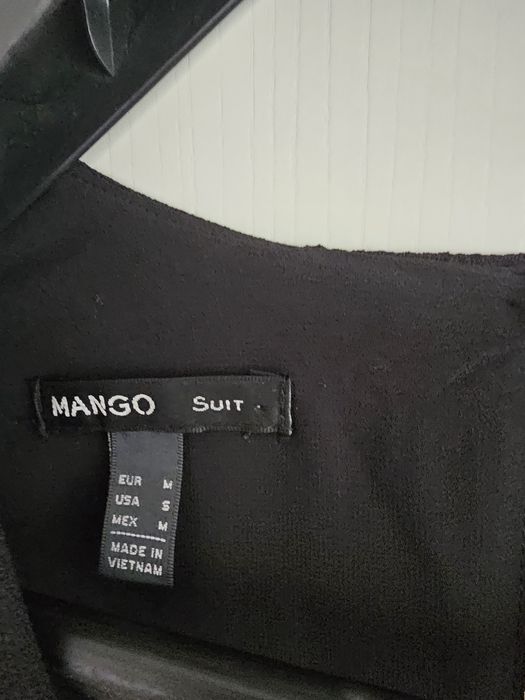 MANGO SUIT
EUR M
USA S
MEX M
MADE IN
VIETNAM